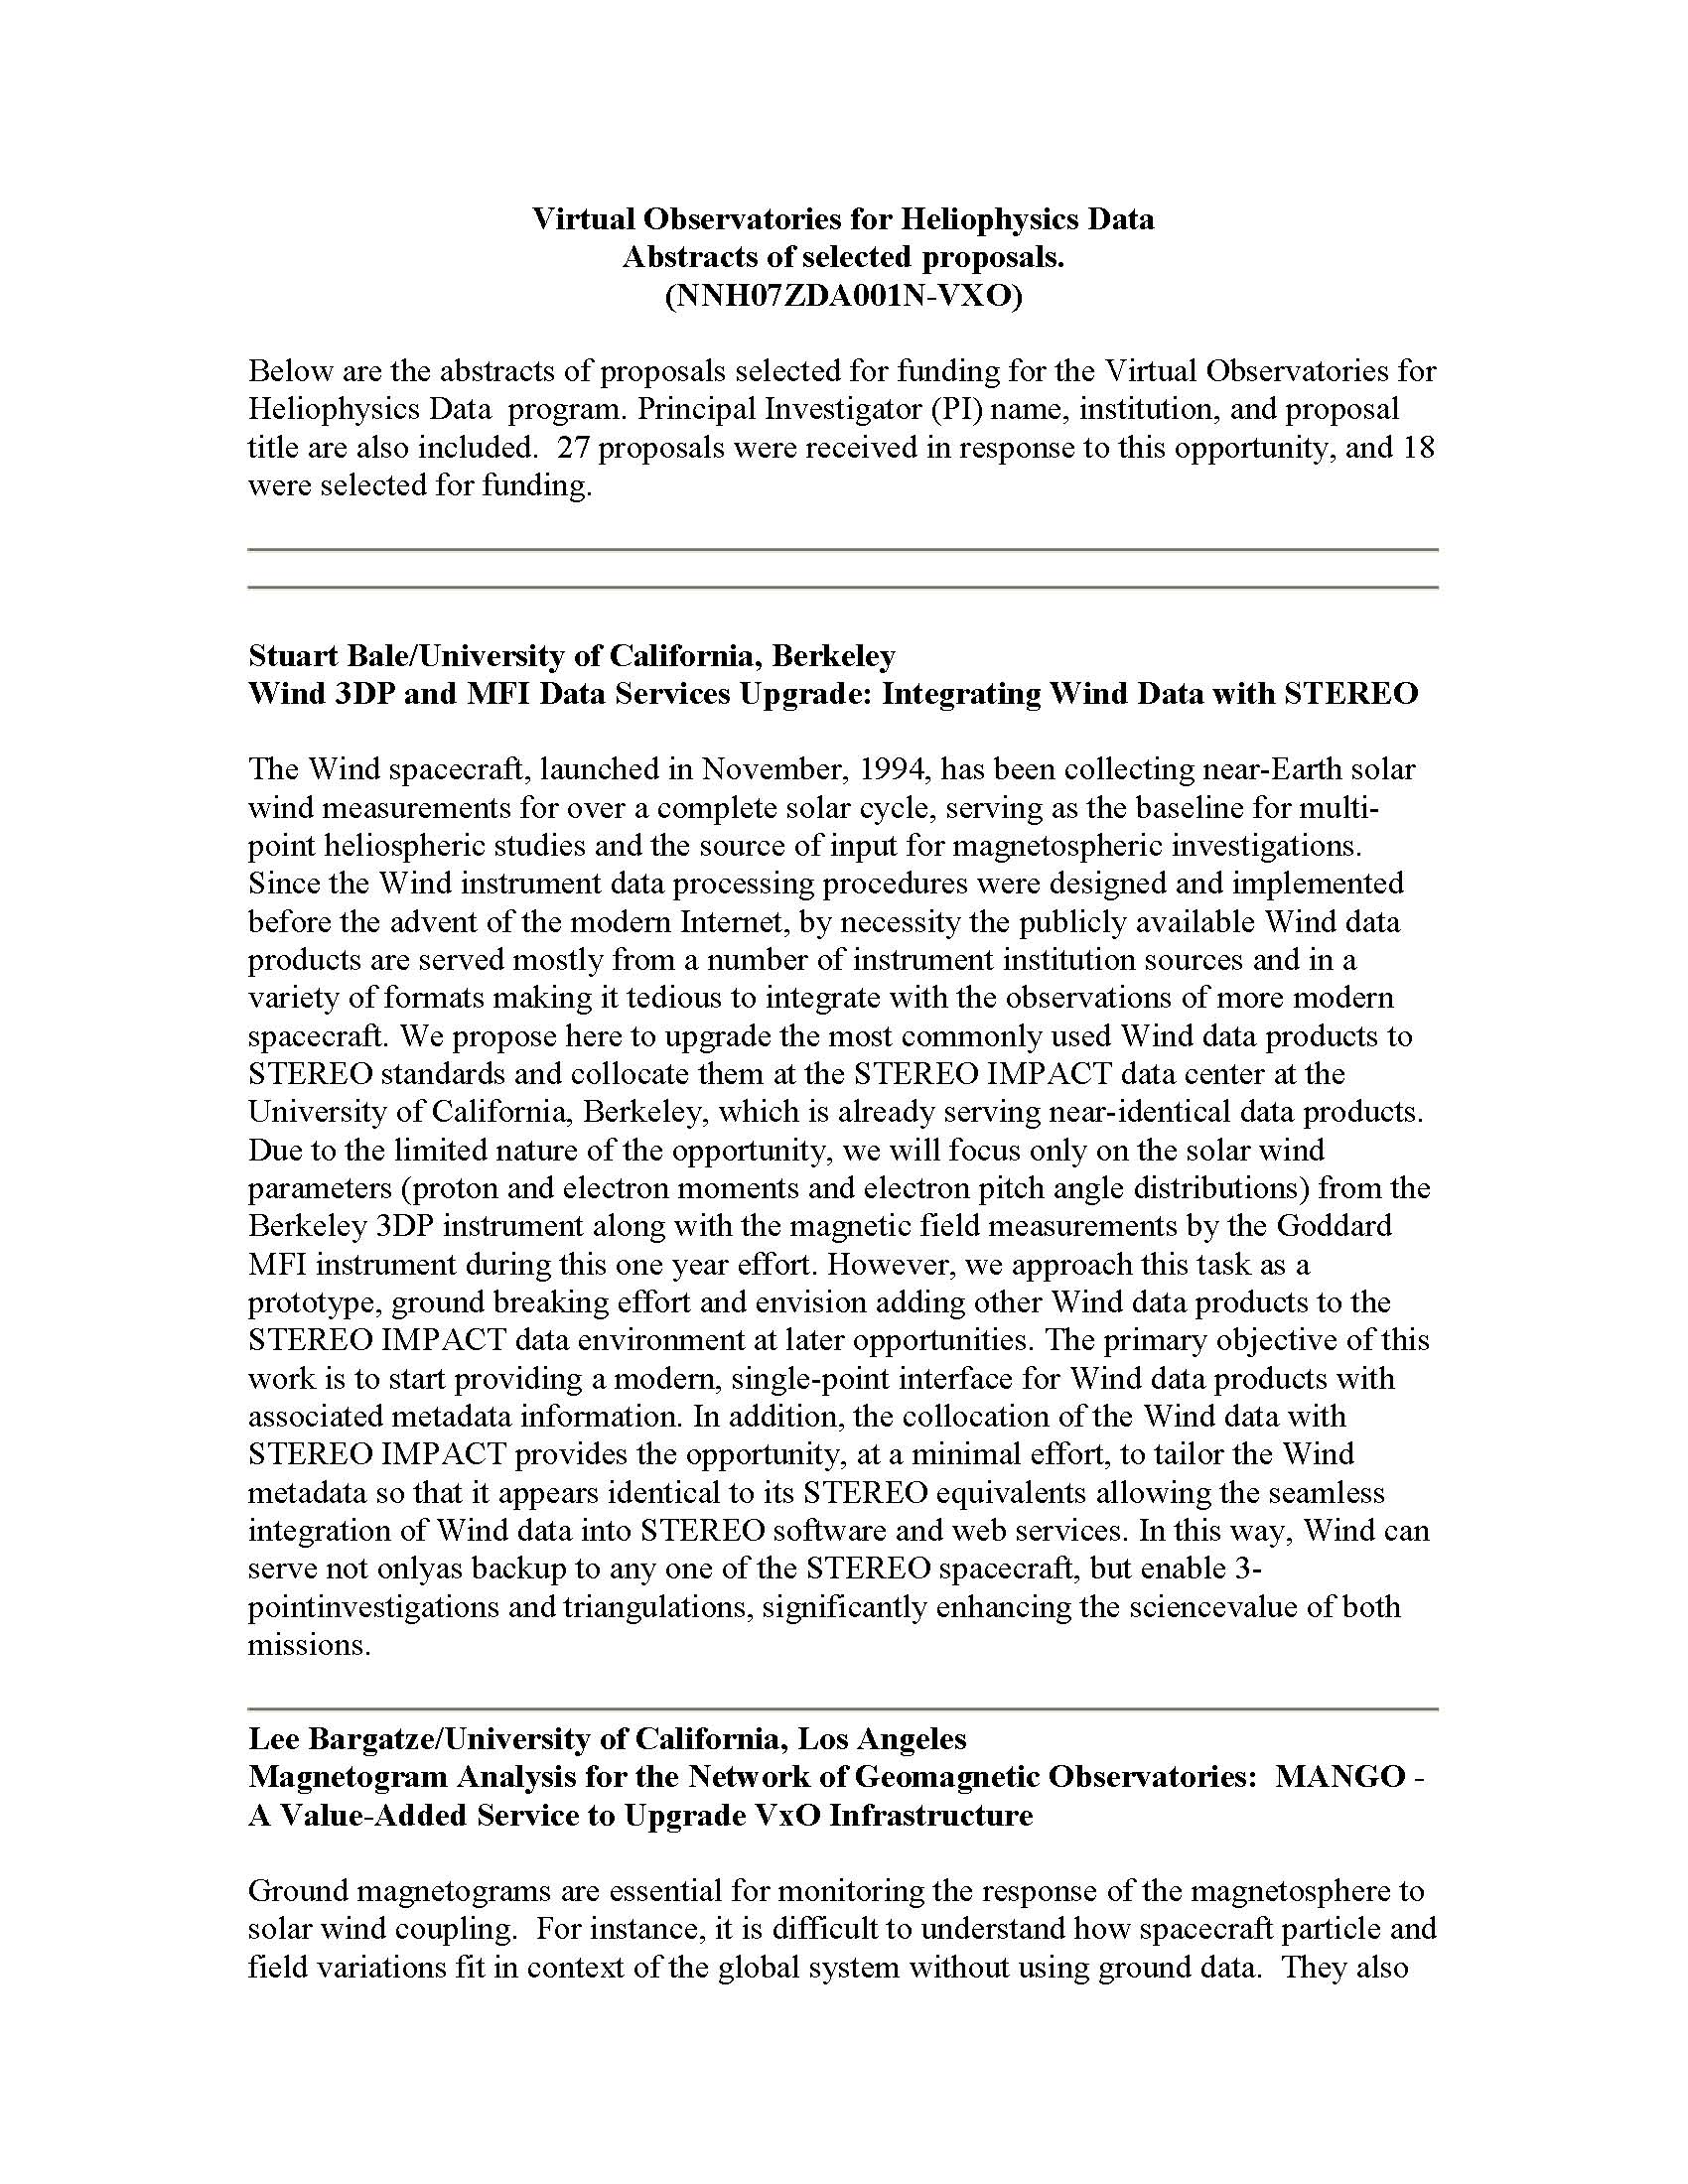 Virtual Observatories for Heliophysics Data
Abstracts of selected proposals.
(NNH07ZDA001N-VXO)
Below are the abstracts of proposals selected for funding for the Virtual Observatories for
Heliophysics Data  program. Principal Investigator (PI) name, institution, and proposal
title are also included.  27 proposals were received in response to this opportunity, and 18
were selected for funding.
Stuart Bale/University of California, Berkeley
Wind 3DP and MFI Data Services Upgrade: Integrating Wind Data with STEREO
The Wind spacecraft, launched in November, 1994, has been collecting near-Earth solar
wind measurements for over a complete solar cycle, serving as the baseline for multi-
point heliospheric studies and the source of input for magnetospheric investigations.
Since the Wind instrument data processing procedures were designed and implemented
before the advent of the modern Internet, by necessity the publicly available Wind data
products are served mostly from a number of instrument institution sources and in a
variety of formats making it tedious to integrate with the observations of more modern
spacecraft. We propose here to upgrade the most commonly used Wind data products to
STEREO standards and collocate them at the STEREO IMPACT data center at the
University of California, Berkeley, which is already serving near-identical data products.
Due to the limited nature of the opportunity, we will focus only on the solar wind
parameters (proton and electron moments and electron pitch angle distributions) from the
Berkeley 3DP instrument along with the magnetic field measurements by the Goddard
MFI instrument during this one year effort. However, we approach this task as a
prototype, ground breaking effort and envision adding other Wind data products to the
STEREO IMPACT data environment at later opportunities. The primary objective of this
work is to start providing a modern, single-point interface for Wind data products with
associated metadata information. In addition, the collocation of the Wind data with
STEREO IMPACT provides the opportunity, at a minimal effort, to tailor the Wind
metadata so that it appears identical to its STEREO equivalents allowing the seamless
integration of Wind data into STEREO software and web services. In this way, Wind can
serve not onlyas backup to any one of the STEREO spacecraft, but enable 3-
pointinvestigations and triangulations, significantly enhancing the sciencevalue of both
missions.
Lee Bargatze/University of California, Los Angeles
Magnetogram Analysis for the Network of Geomagnetic Observatories:  MANGO -
A Value-Added Service to Upgrade VxO Infrastructure
Ground magnetograms are essential for monitoring the response of the magnetosphere to
solar wind coupling.  For instance, it is difficult to understand how spacecraft particle and
field variations fit in context of the global system without using ground data.  They also